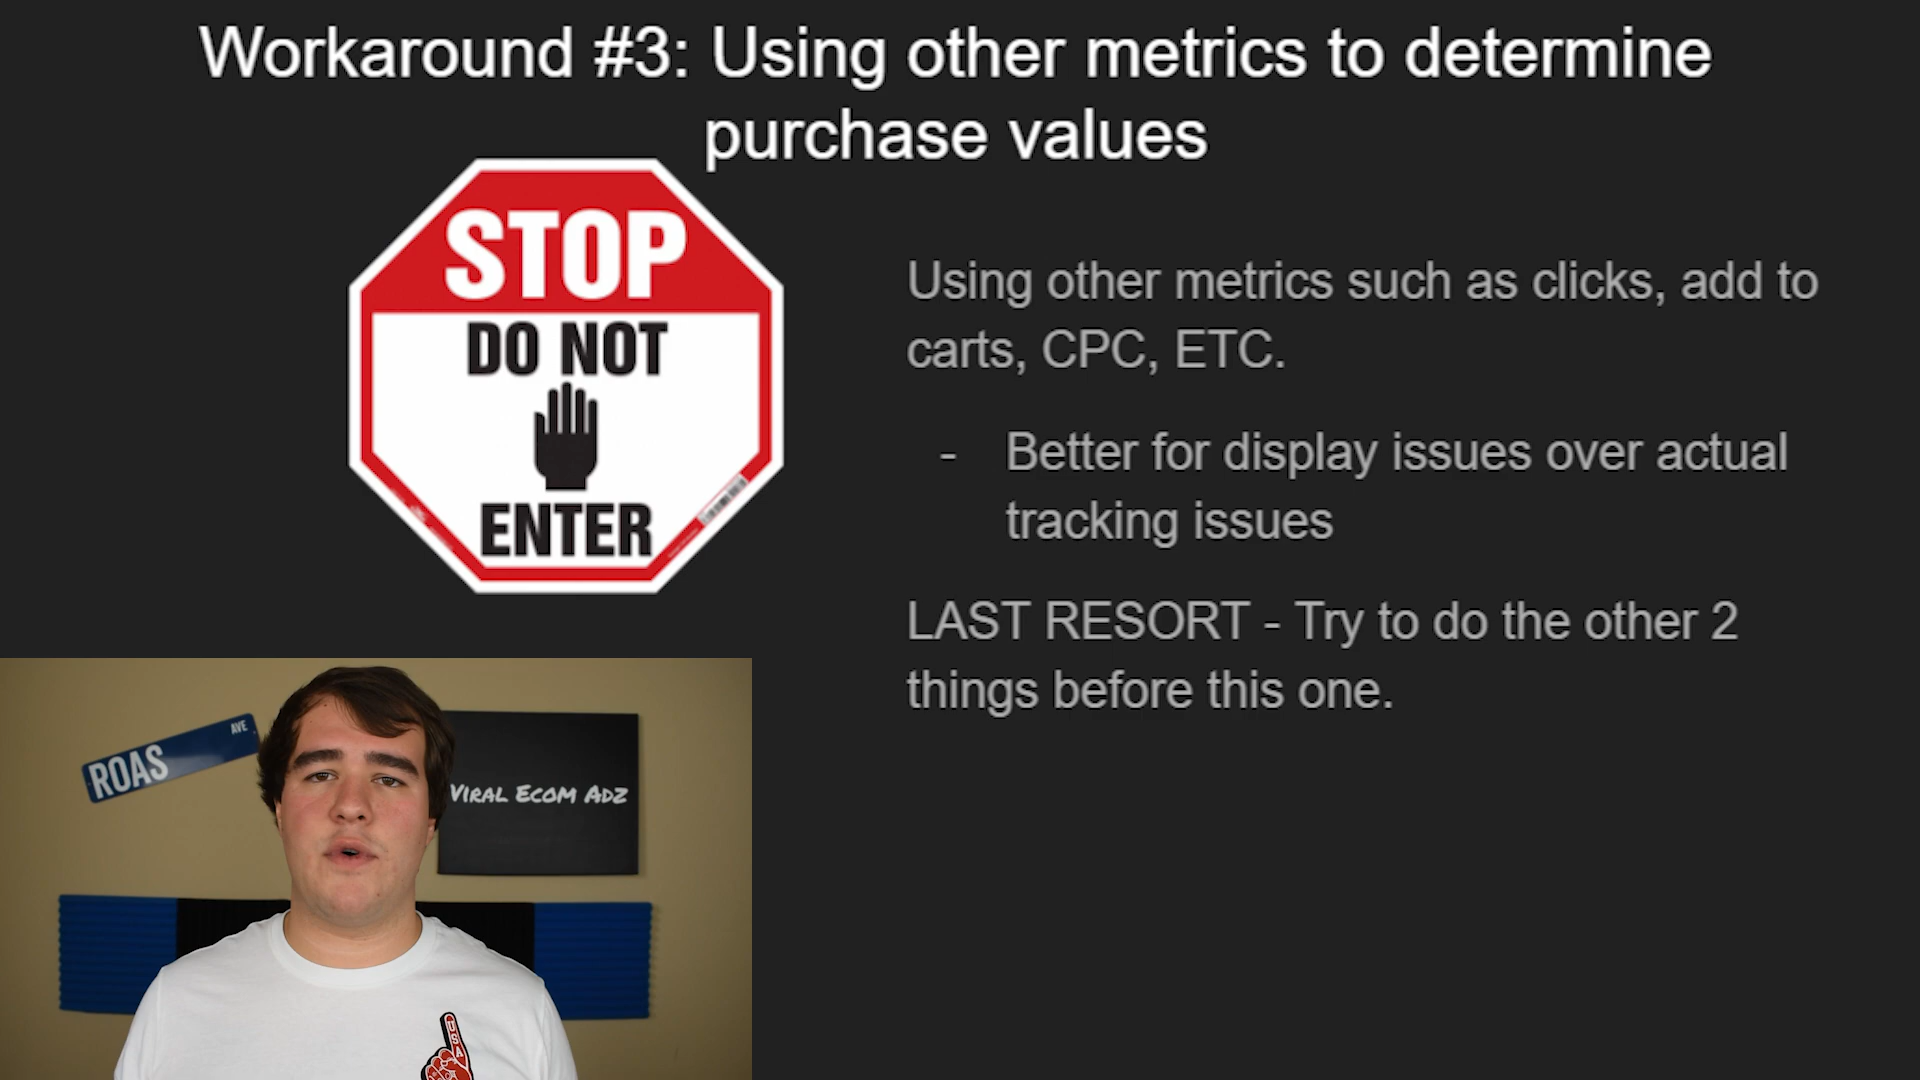 Workaround #3: Using other metrics to determine
purchase values
STOP
DO NOT
ENTER
Using other metrics such as clicks, add to
carts, CPC, ETC.
- Better for display issues over actual
tracking issues
LAST RESORT - Try to do the other 2
things before this one.
ROAS AVE
VIRAL ECOM ADZ
USA